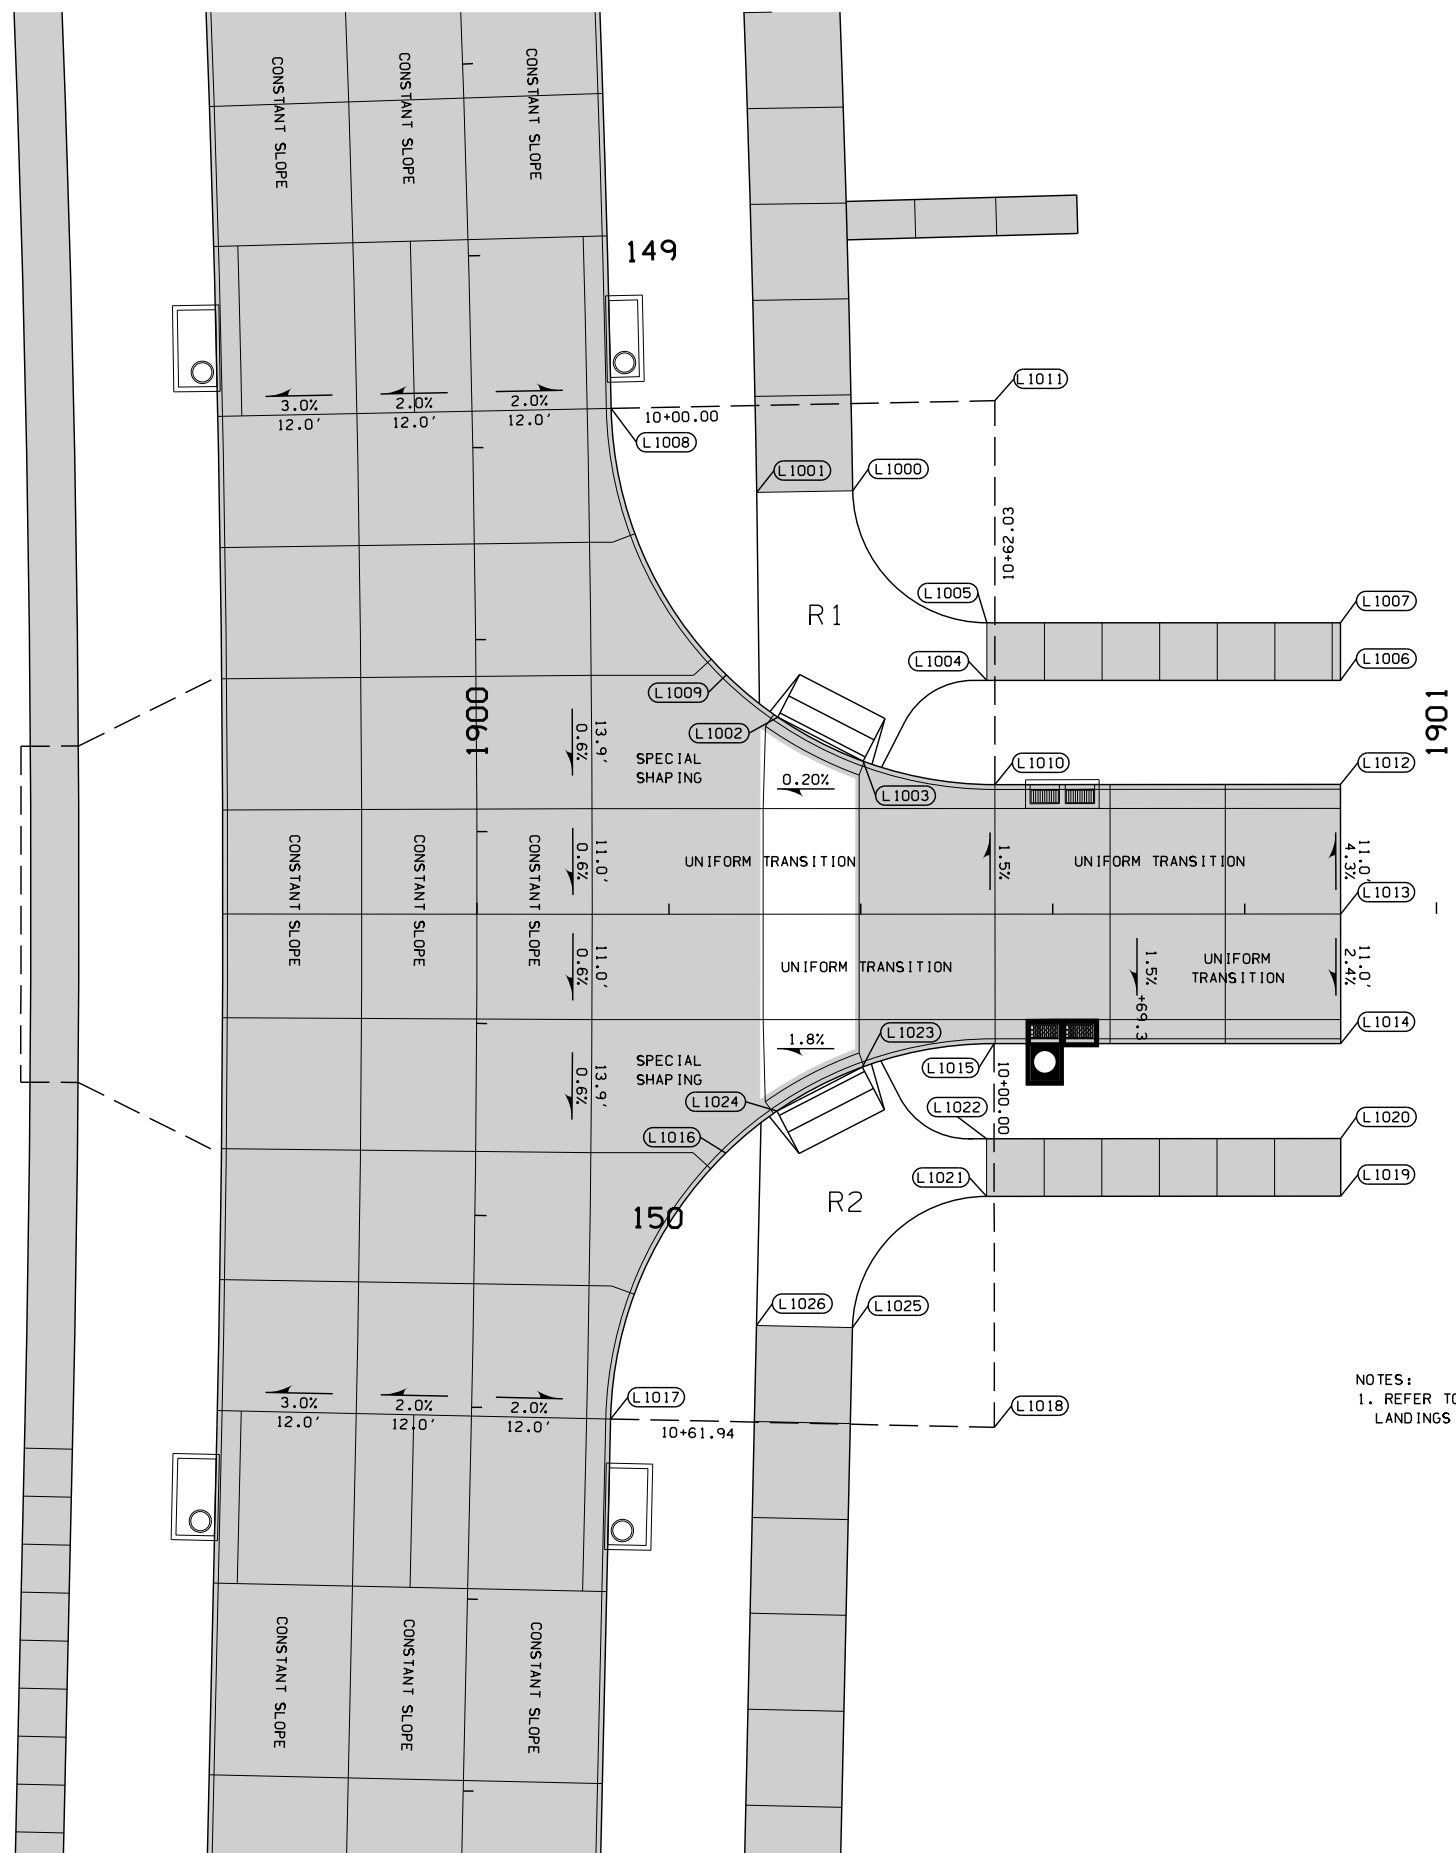 CONSTANT SLOPE
CONSTANT SLOPE
CONSTANT SLOPE
149
3.0%
12.0'
2.0%
12.0'
2.0%
12.0'
10+00.00
L1011
L1008
L1001
L1000
10+62.03
R1
L1005
L1007
L1004
L1006
L1009
L1002
1900
1901
13.9'
0.6%
SPECIAL
SHAPING
0.20%
L1003
L1010
L1012
CONSTANT SLOPE
CONSTANT SLOPE
CONSTANT SLOPE
11.0'
0.6%
UNIFORM TRANSITION
1.5%
UNIFORM TRANSITION
11.0'
4.3%
L1013
11.0'
0.6%
UNIFORM TRANSITION
1.5%
UNIFORM
TRANSITION
11.0'
2.4%
+69.3
L1014
1.8%
L1023
SPECIAL
SHAPING
13.9'
0.6%
L1015
L1024
L1022
10+00.00
L1020
L1016
L1021
L1019
R2
150
L1026
L1025
3.0%
12.0'
2.0%
12.0'
2.0%
12.0'
L1017
10+61.94
L1018
NOTES:
1. REFER TO
LANDINGS
CONSTANT SLOPE
CONSTANT SLOPE
CONSTANT SLOPE